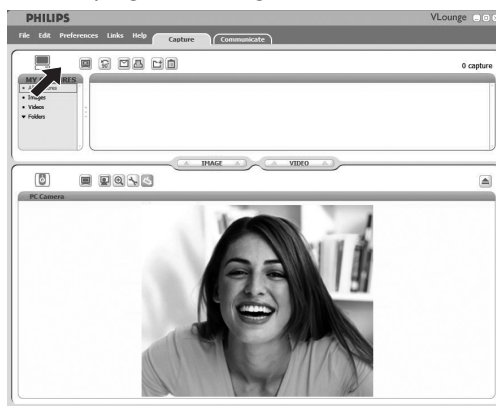 PHILIPS VLounge
File Edit Preferences Links Help Capture Communicate
0 capture
Images
Videos
Folders
IMAGE VIDEO
PC Camera